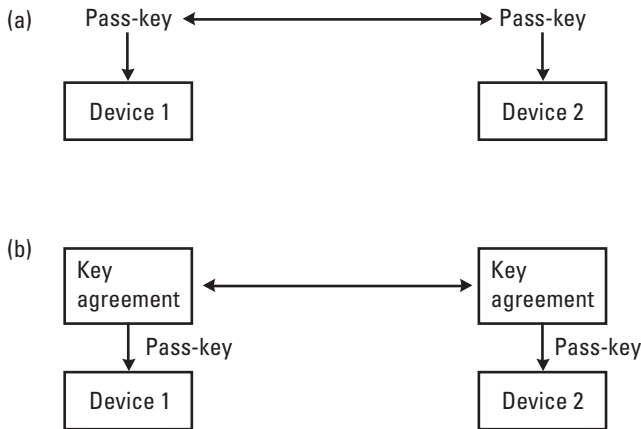 (a)
Pass-key
Pass-key
Device 1
Device 2
(b)
Key
agreement
Key
agreement
Pass-key
Pass-key
Device 1
Device 2